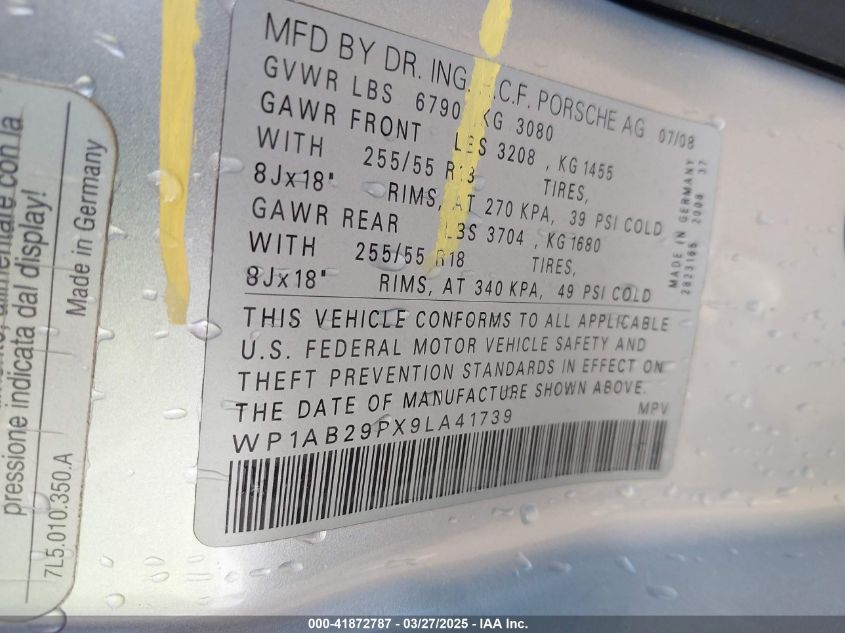 pressione indicata dal display!
Made in Germany
7L5.010.350.A
MFD BY DR. ING. H.C.F. PORSCHE AG 07/08
GVWR LBS 6790 KG 3080
GAWR FRONT LBS 3208 , KG 1455
WITH 255/55 R18 TIRES,
8Jx18" RIMS, AT 270 KPA, 39 PSI COLD
GAWR REAR LBS 3704 , KG 1680
WITH 255/55 R18 TIRES,
8Jx18" RIMS, AT 340 KPA, 49 PSI COLD
THIS VEHICLE CONFORMS TO ALL APPLICABLE
U.S. FEDERAL MOTOR VEHICLE SAFETY AND
THEFT PREVENTION STANDARDS IN EFFECT ON
THE DATE OF MANUFACTURE SHOWN ABOVE.
WP1AB29PX9LA41739 MPV
MADE IN GERMANY
2823165 2008 37
000-41872787 - 03/27/2025 - IAA Inc.